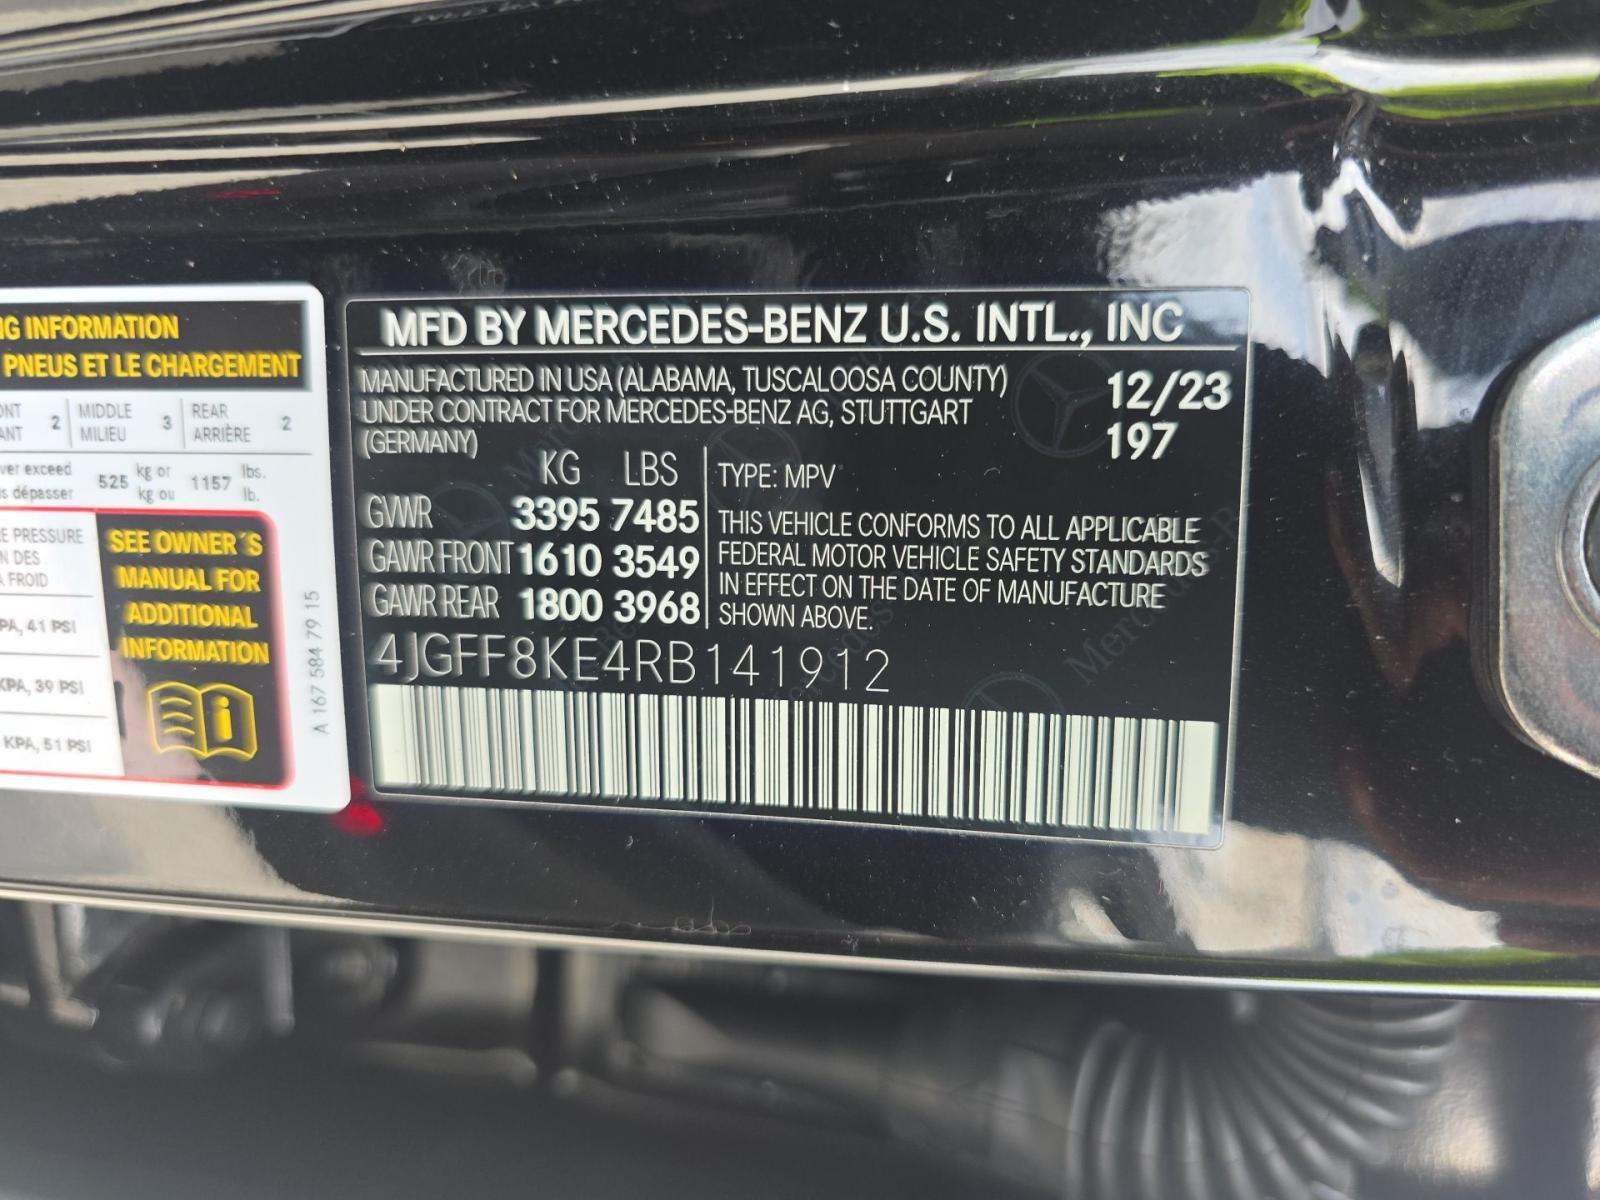 NG INFORMATION
PNEUS ET LE CHARGEMENT
ONT
ANT 2
MIDDLE
MILIEU 3
REAR
ARRIÈRE 2
ver exceed
is dépasser
525
kg or
kg ou
1157
lbs.
lb.
E PRESSURE
N DES
A FROID
PA, 41 PSI
KPA, 39 PSI
KPA, 51 PSI
SEE OWNER´S
MANUAL FOR
ADDITIONAL
INFORMATION
A 167 584 79 15
MFD BY MERCEDES-BENZ U.S. INTL., INC
MANUFACTURED IN USA (ALABAMA, TUSCALOOSA COUNTY)
UNDER CONTRACT FOR MERCEDES-BENZ AG, STUTTGART
(GERMANY)
12/23
197
KG LBS
GVWR 3395 7485
GAWR FRONT 1610 3549
GAWR REAR 1800 3968
TYPE: MPV
THIS VEHICLE CONFORMS TO ALL APPLICABLE
FEDERAL MOTOR VEHICLE SAFETY STANDARDS
IN EFFECT ON THE DATE OF MANUFACTURE
SHOWN ABOVE.
4JGFF8KE4RB141912